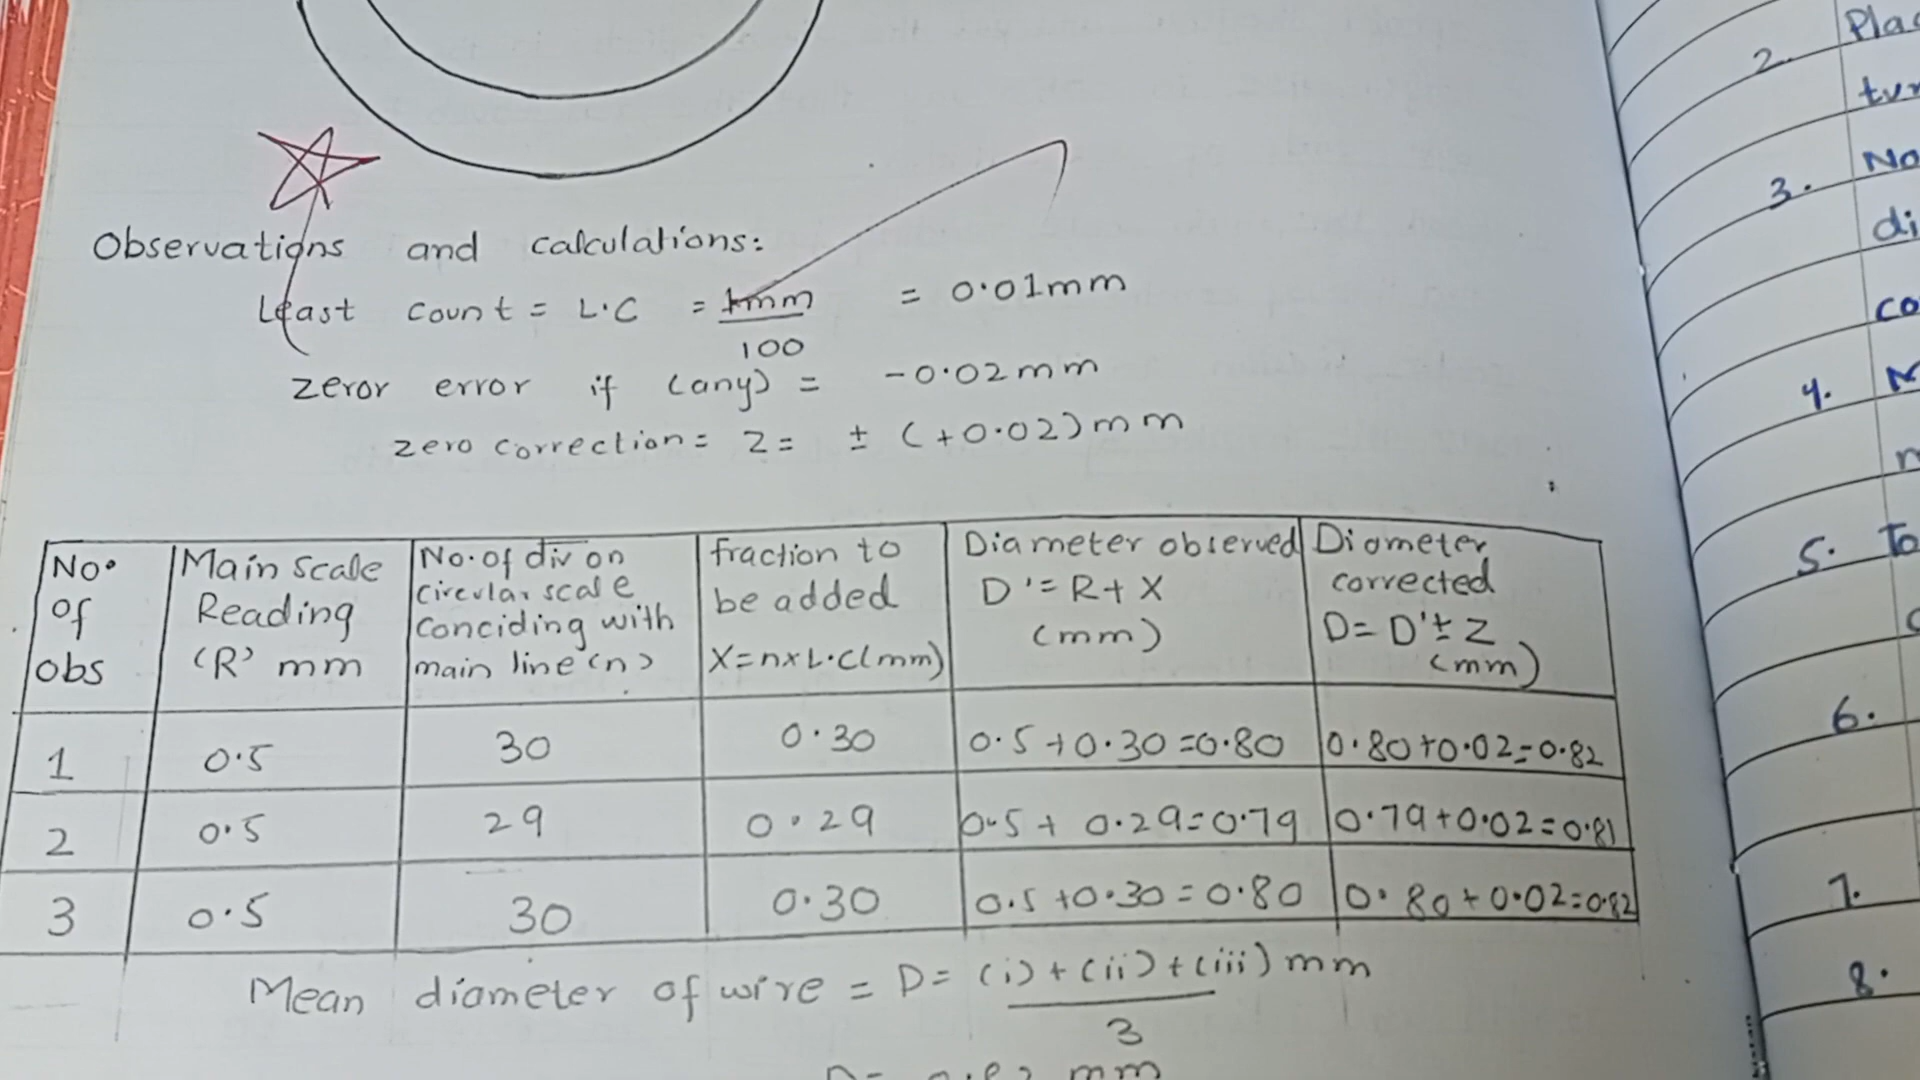 Observations and calculations:
Least count = L.C = 1mm/100 = 0.01mm
Zeror error if (any) = -0.02mm
Zero correction = Z = ± (+0.02) mm
No. of obs
Main Scale Reading (R) mm
No. of div on circular scale conciding with main line (n)
fraction to be added X = n x L.C (mm)
Diameter observed D' = R + X (mm)
Diometer corrected D = D' ± Z (mm)
1 0.5 30 0.30 0.5 + 0.30 = 0.80 0.80 + 0.02 = 0.82
2 0.5 29 0.29 0.5 + 0.29 = 0.79 0.79 + 0.02 = 0.81
3 0.5 30 0.30 0.5 + 0.30 = 0.80 0.80 + 0.02 = 0.82
Mean diometer of wire = D = (i) + (ii) + (iii) mm
3
mm
2.
3. No
di
co
4.
5. To
6.
7.
8.